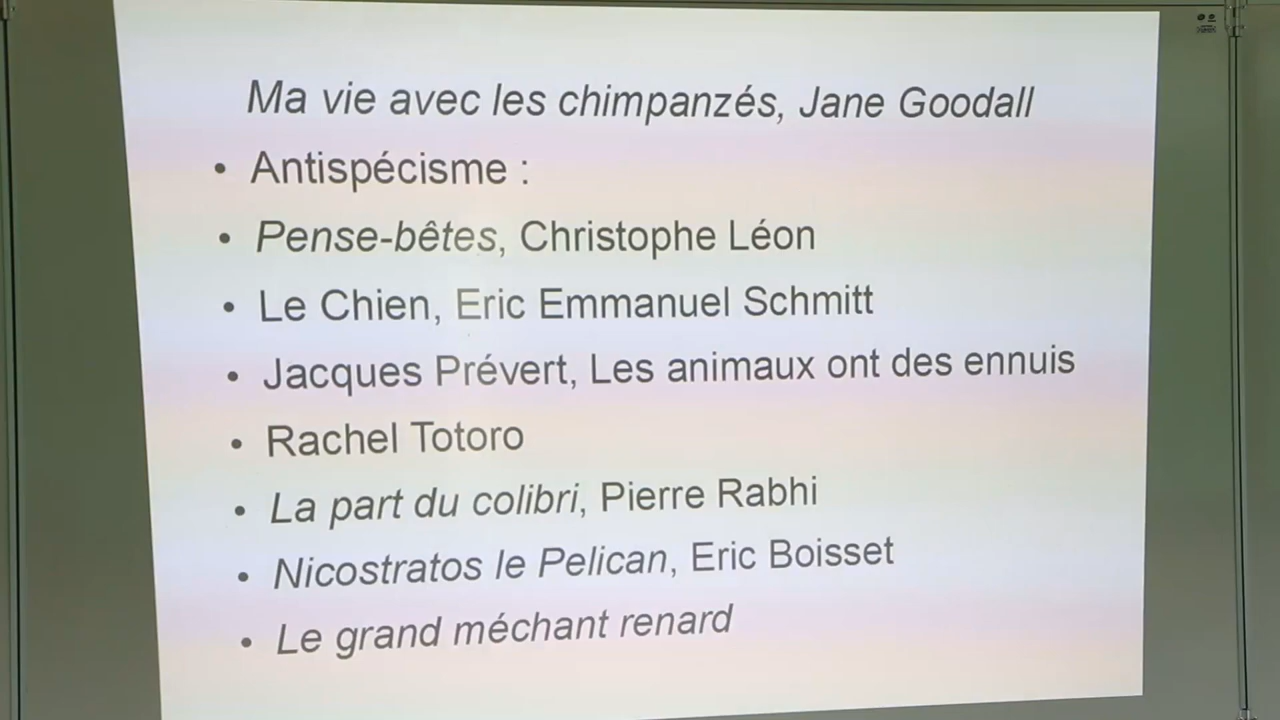 Ma vie avec les chimpanzés, Jane Goodall
• Antispécisme :
• Pense-bêtes, Christophe Léon
• Le Chien, Eric Emmanuel Schmitt
• Jacques Prévert, Les animaux ont des ennuis
• Rachel Totoro
• La part du colibri, Pierre Rabhi
• Nicostratos le Pelican, Eric Boisset
• Le grand méchant renard